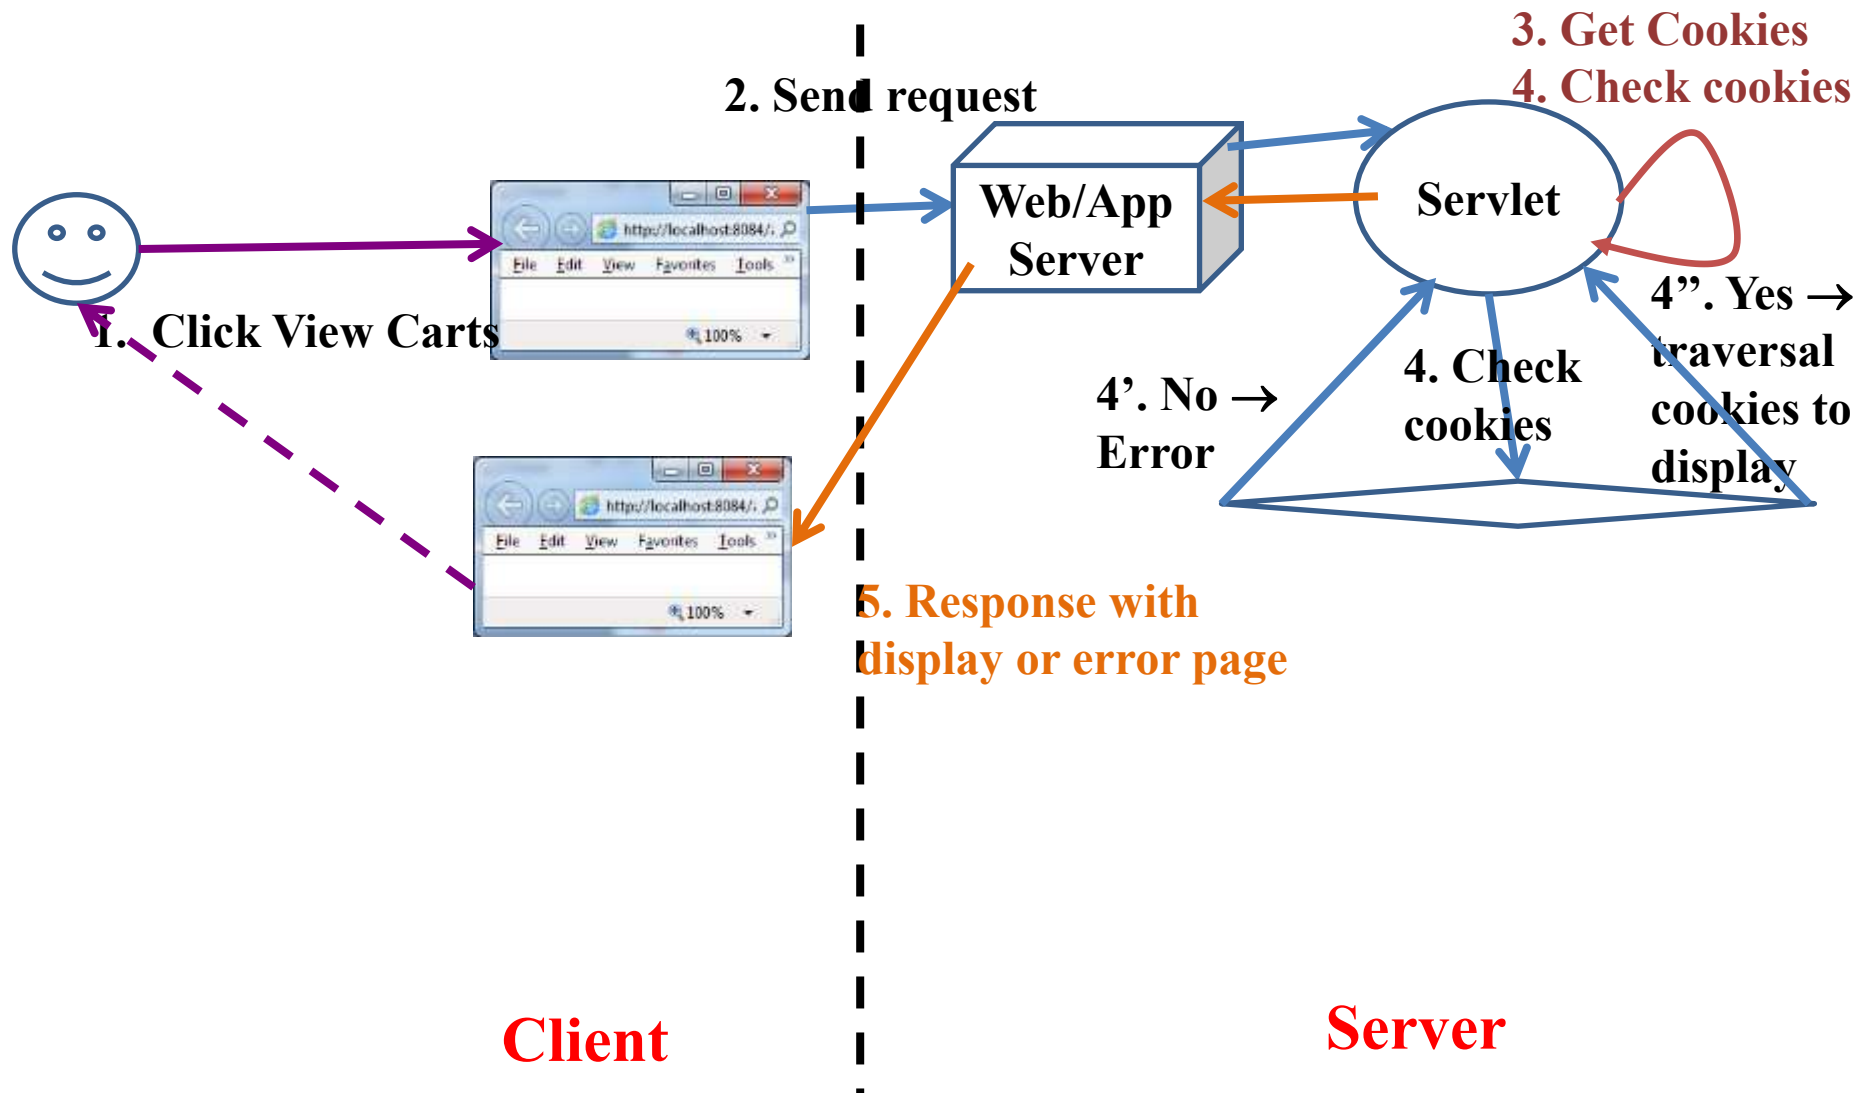 3. Get Cookies
4. Check cookies
2. Send request
Web/App
Server
Servlet
http://localhost:8084/
File Edit View Favorites Tools »
100%
1. Click View Carts
4’’. Yes →
traversal
cookies to
display
4’. No →
Error
4. Check
cookies
http://localhost:8084/
File Edit View Favorites Tools »
100%
5. Response with
display or error page
Client
Server